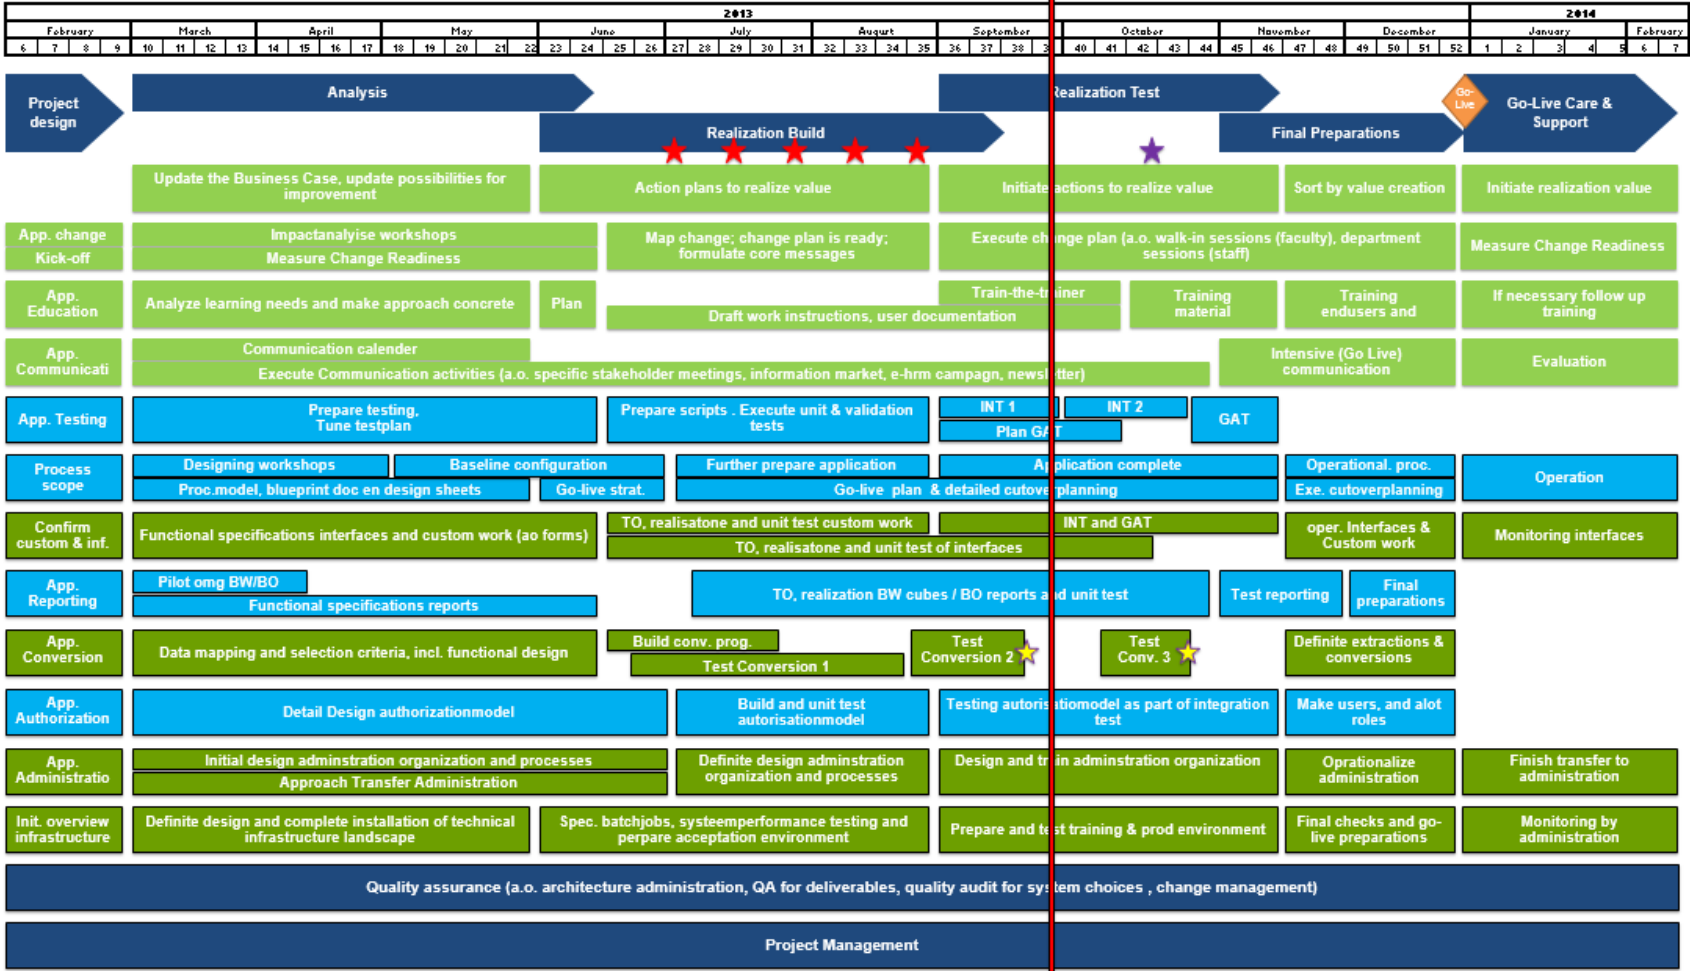 2013
2014
February
March
April
May
June
July
August
September
October
November
December
January
February
6 7 8 9 10 11 12 13 14 15 16 17 18 19 20 21 22 23 24 25 26 27 28 29 30 31 32 33 34 35 36 37 38 40 41 42 43 44 45 46 47 48 49 50 51 52 1 2 3 4 5 6 7
Project
design
Analysis
Realization Build
Realization Test
Final Preparations
Go-
Live
Go-Live Care &
Support
Update the Business Case, update possibilities for
improvement
Action plans to realize value
Initiate actions to realize value
Sort by value creation
Initiate realization value
App. change
Kick-off
Impactanalyise workshops
Measure Change Readiness
Map change; change plan is ready;
formulate core messages
Execute change plan (a.o. walk-in sessions (faculty), department
sessions (staff)
Measure Change Readiness
App.
Education
Analyze learning needs and make approach concrete
Plan
Train-the-trainer
Draft work instructions, user documentation
Training
material
Training
endusers and
If necessary follow up
training
App.
Communicati
Communication calender
Execute Communication activities (a.o. specific stakeholder meetings, information market, e-hrm campagn, newsletter)
Intensive (Go Live)
communication
Evaluation
App. Testing
Prepare testing,
Tune testplan
Prepare scripts . Execute unit & validation
tests
INT 1
INT 2
Plan GAT
GAT
Process
scope
Designing workshops
Baseline configuration
Proc.model, blueprint doc en design sheets
Go-live strat.
Further prepare application
Application complete
Go-live plan & detailed cutoverplanning
Operational. proc.
Exe. cutoverplanning
Operation
Confirm
custom & inf.
Functional specifications interfaces and custom work (ao forms)
TO, realisatone and unit test custom work
TO, realisatone and unit test of interfaces
INT and GAT
oper. Interfaces &
Custom work
Monitoring interfaces
App.
Reporting
Pilot omg BW/BO
Functional specifications reports
TO, realization BW cubes / BO reports and unit test
Test reporting
Final
preparations
App.
Conversion
Data mapping and selection criteria, incl. functional design
Build conv. prog.
Test Conversion 1
Test
Conversion 2
Test
Conv. 3
Definite extractions &
conversions
App.
Authorization
Detail Design authorizationmodel
Build and unit test
autorisationmodel
Testing autorisatiomodel as part of integration
test
Make users, and alot
roles
App.
Administratio
Initial design adminstration organization and processes
Approach Transfer Administration
Definite design adminstration
organization and processes
Design and train adminstration organization
Oprationalize
administration
Finish transfer to
administration
Init. overview
infrastructure
Definite design and complete installation of technical
infrastructure landscape
Spec. batchjobs, systeemperformance testing and
perpare acceptation environment
Prepare and test training & prod environment
Final checks and go-
live preparations
Monitoring by
administration
Quality assurance (a.o. architecture administration, QA for deliverables, quality audit for system choices , change management)
Project Management